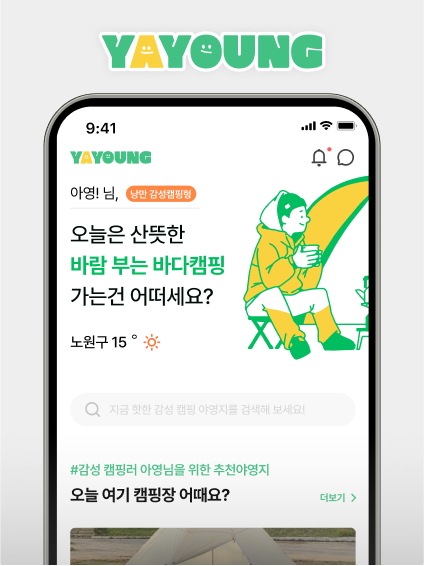 YAYOUNG
9:41
YAYOUNG
아영! 님, 낭만 감성캠핑형
오늘은 산뜻한
바람 부는 바다캠핑
가는건 어떠세요?
노원구 15 °
지금 핫한 감성 캠핑 야영지를 검색해 보세요!
#감성 캠핑러 아영님을 위한 추천야영지
오늘 여기 캠핑장 어때요?
더보기 >